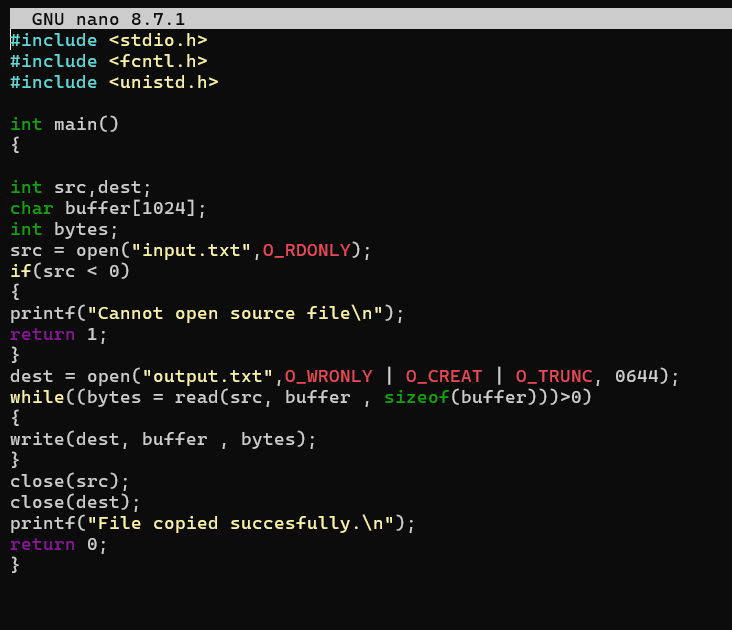 GNU nano 8.7.1
#include <stdio.h>
#include <fcntl.h>
#include <unistd.h>
int main()
{
int src,dest;
char buffer[1024];
int bytes;
src = open("input.txt",O_RDONLY);
if(src < 0)
{
printf("Cannot open source file\n");
return 1;
}
dest = open("output.txt",O_WRONLY | O_CREAT | O_TRUNC, 0644);
while((bytes = read(src, buffer , sizeof(buffer)))>0)
{
write(dest, buffer , bytes);
}
close(src);
close(dest);
printf("File copied succesfully.\n");
return 0;
}